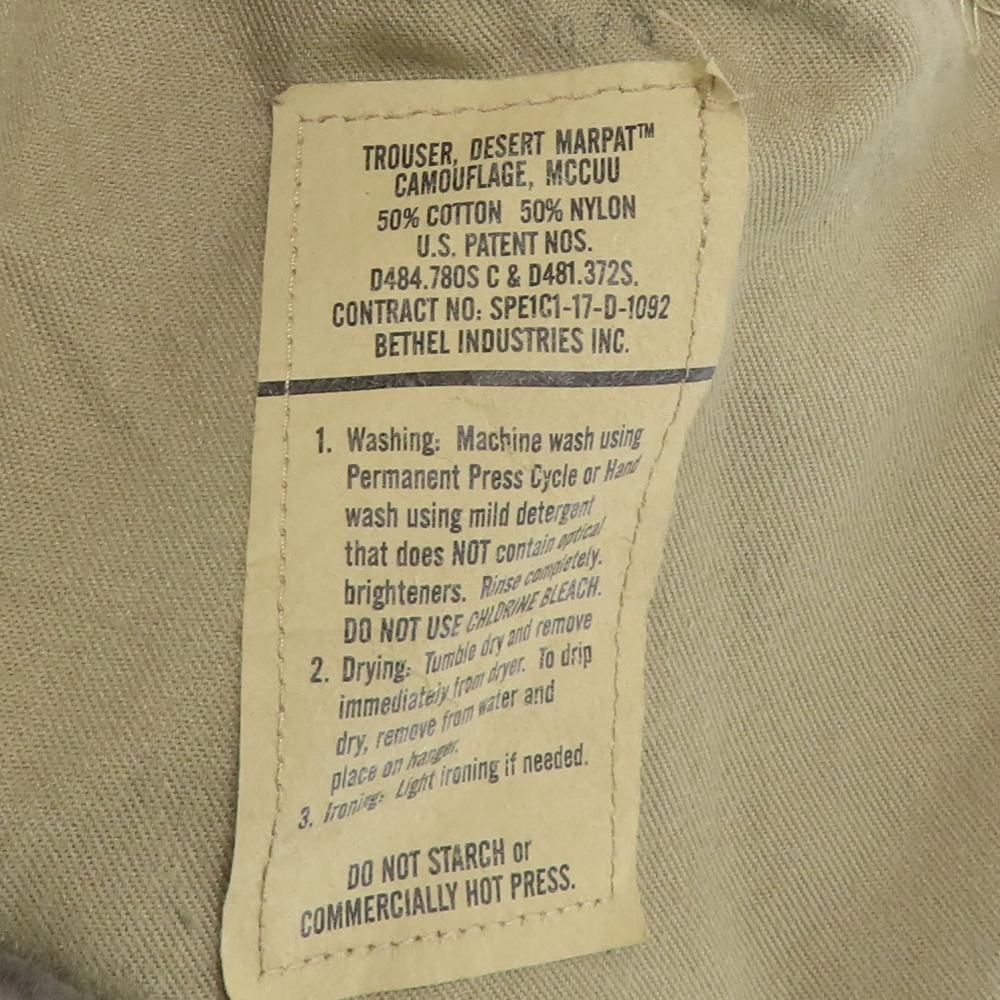 TROUSER, DESERT MARPAT™
CAMOUFLAGE, MCCUU
50% COTTON 50% NYLON
U.S. PATENT NOS.
D484.780S C & D481.372S.
CONTRACT NO: SPE1C1-17-D-1092
BETHEL INDUSTRIES INC.
1. Washing: Machine wash using
Permanent Press Cycle or Hand
wash using mild detergent
that does NOT contain optical
brighteners. Rinse completely.
DO NOT USE CHLORINE BLEACH.
2. Drying: Tumble dry and remove
immediately from dryer. To drip
dry, remove from water and
place on hanger.
3. Ironing: Light ironing if needed.
DO NOT STARCH or
COMMERCIALLY HOT PRESS.